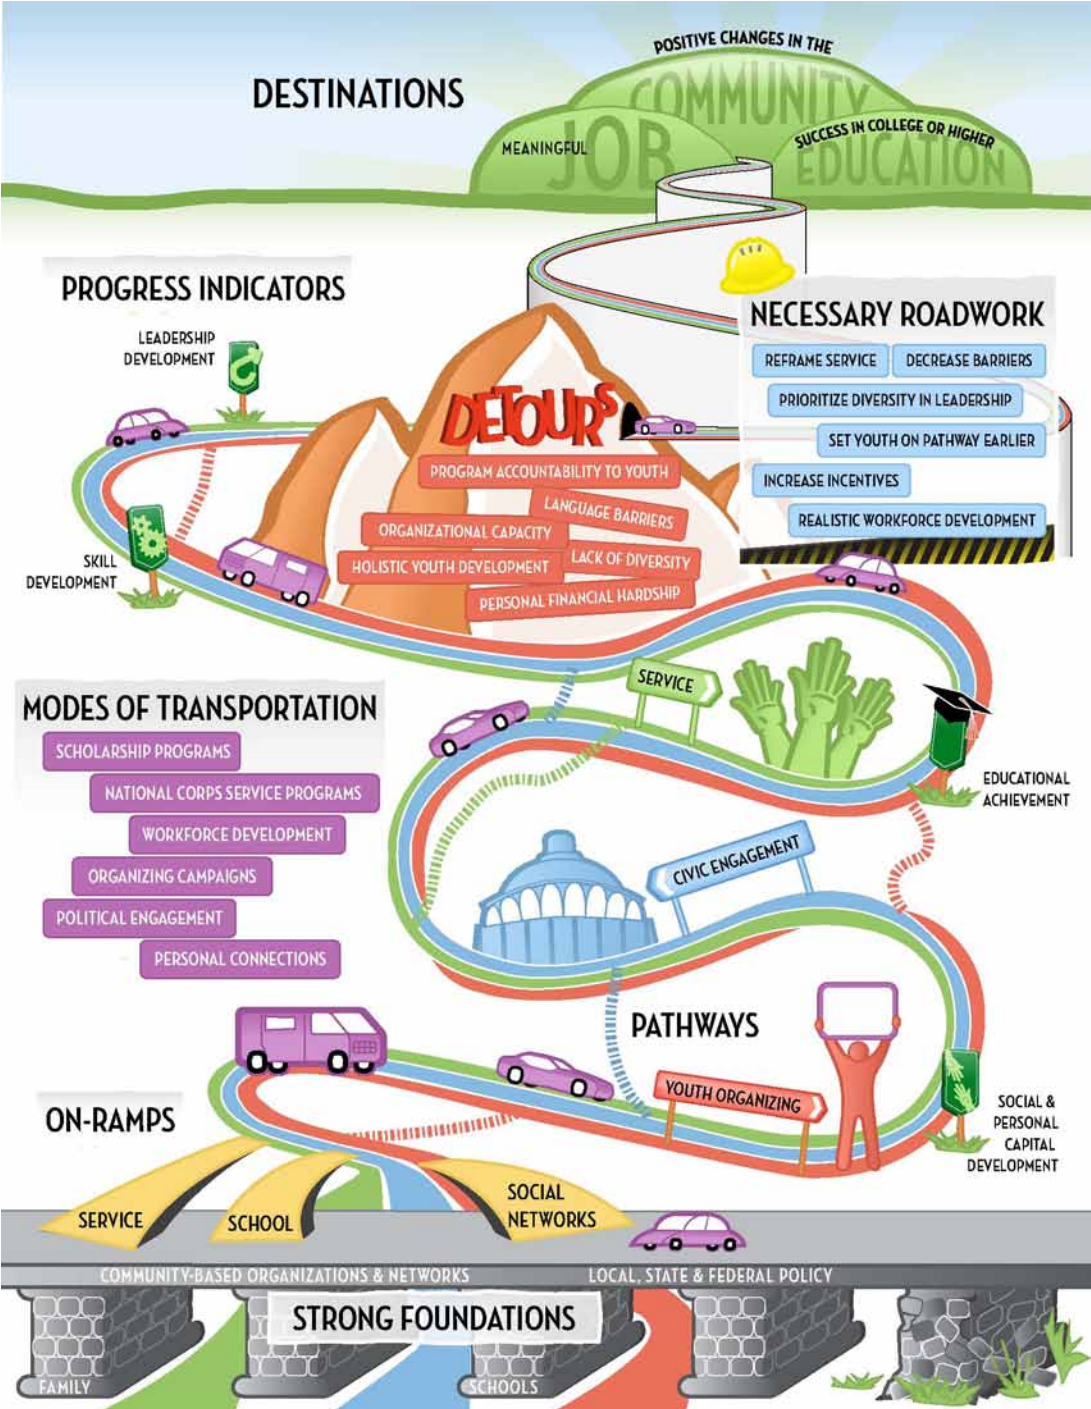 POSITIVE CHANGES IN THE
COMMUNITY
DESTINATIONS
MEANINGFUL
JOB
SUCCESS IN COLLEGE OR HIGHER
EDUCATION
PROGRESS INDICATORS
LEADERSHIP
DEVELOPMENT
NECESSARY ROADWORK
REFRAME SERVICE
DECREASE BARRIERS
PRIORITIZE DIVERSITY IN LEADERSHIP
SET YOUTH ON PATHWAY EARLIER
INCREASE INCENTIVES
REALISTIC WORKFORCE DEVELOPMENT
DETOURS
PROGRAM ACCOUNTABILITY TO YOUTH
LANGUAGE BARRIERS
ORGANIZATIONAL CAPACITY
LACK OF DIVERSITY
HOLISTIC YOUTH DEVELOPMENT
PERSONAL FINANCIAL HARDSHIP
SKILL
DEVELOPMENT
SERVICE
MODES OF TRANSPORTATION
SCHOLARSHIP PROGRAMS
NATIONAL CORPS SERVICE PROGRAMS
WORKFORCE DEVELOPMENT
ORGANIZING CAMPAIGNS
POLITICAL ENGAGEMENT
PERSONAL CONNECTIONS
EDUCATIONAL
ACHIEVEMENT
CIVIC ENGAGEMENT
PATHWAYS
YOUTH ORGANIZING
SOCIAL &
PERSONAL
CAPITAL
DEVELOPMENT
ON-RAMPS
SERVICE
SCHOOL
SOCIAL
NETWORKS
COMMUNITY-BASED ORGANIZATIONS & NETWORKS
LOCAL, STATE & FEDERAL POLICY
STRONG FOUNDATIONS
FAMILY
SCHOOLS